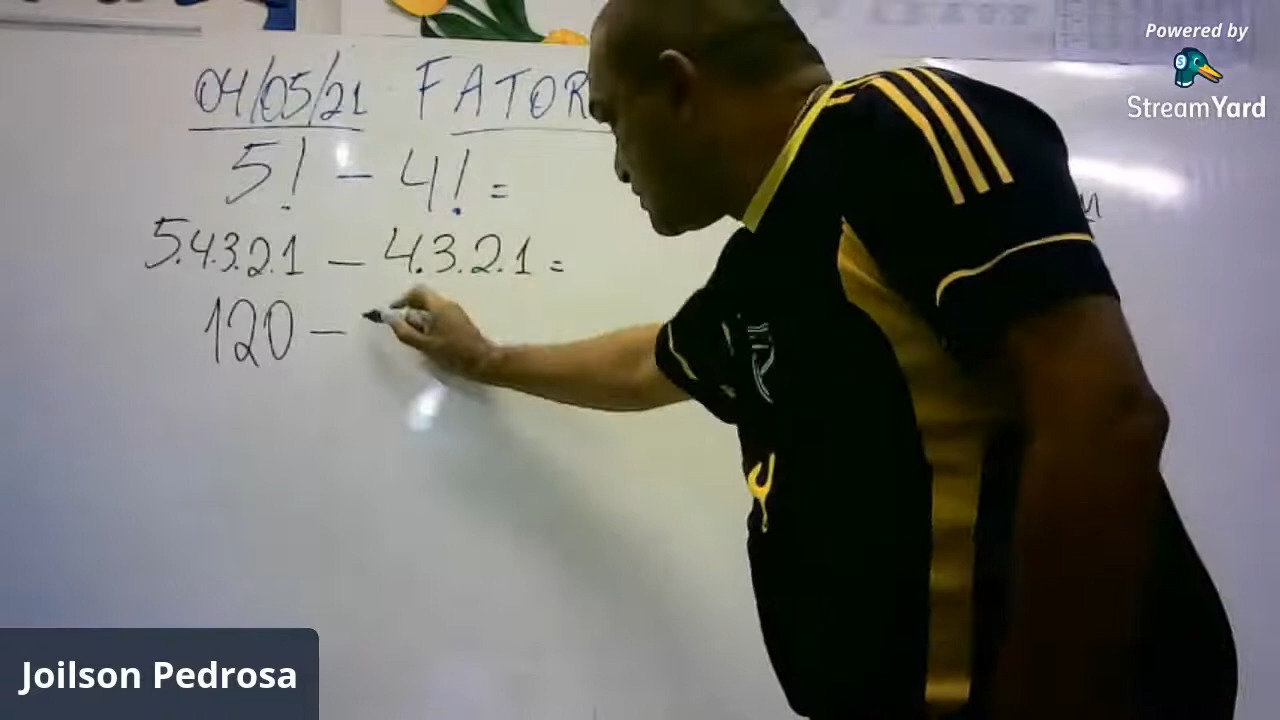 Powered by
StreamYard
04/05/21 FATOR
5! - 4! =
5.4.3.2.1 - 4.3.2.1 =
120 -
Joilson Pedrosa